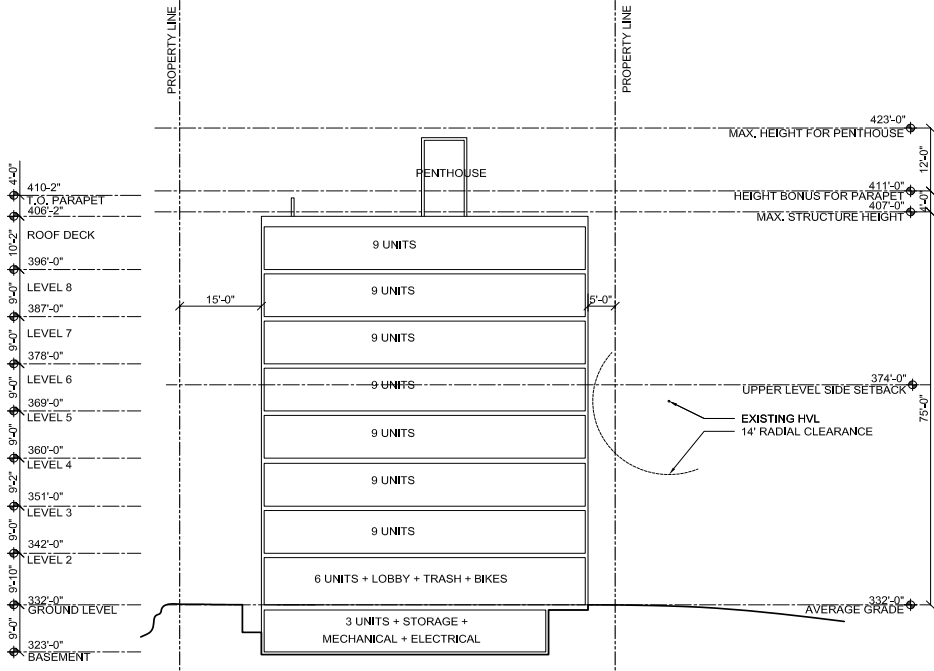 PROPERTY LINE
PROPERTY LINE
423'-0"
MAX. HEIGHT FOR PENTHOUSE
12'-0"
PENTHOUSE
4'-0"
410-2"
T.O. PARAPET
411'-0"
HEIGHT BONUS FOR PARAPET
4'-0"
406'-2"
407'-0"
MAX. STRUCTURE HEIGHT
ROOF DECK
10'-2"
9 UNITS
396'-0"
LEVEL 8
9'-0"
9 UNITS
15'-0"
5'-0"
387'-0"
LEVEL 7
9'-0"
9 UNITS
378'-0"
LEVEL 6
9'-0"
9 UNITS
374'-0"
UPPER LEVEL SIDE SETBACK
75'-0"
369'-0"
LEVEL 5
9'-0"
9 UNITS
EXISTING HVL
14' RADIAL CLEARANCE
360'-0"
LEVEL 4
9'-2"
9 UNITS
351'-0"
LEVEL 3
9'-0"
9 UNITS
342'-0"
LEVEL 2
9'-10"
6 UNITS + LOBBY + TRASH + BIKES
332'-0"
GROUND LEVEL
332'-0"
AVERAGE GRADE
9'-0"
3 UNITS + STORAGE +
MECHANICAL + ELECTRICAL
323'-0"
BASEMENT